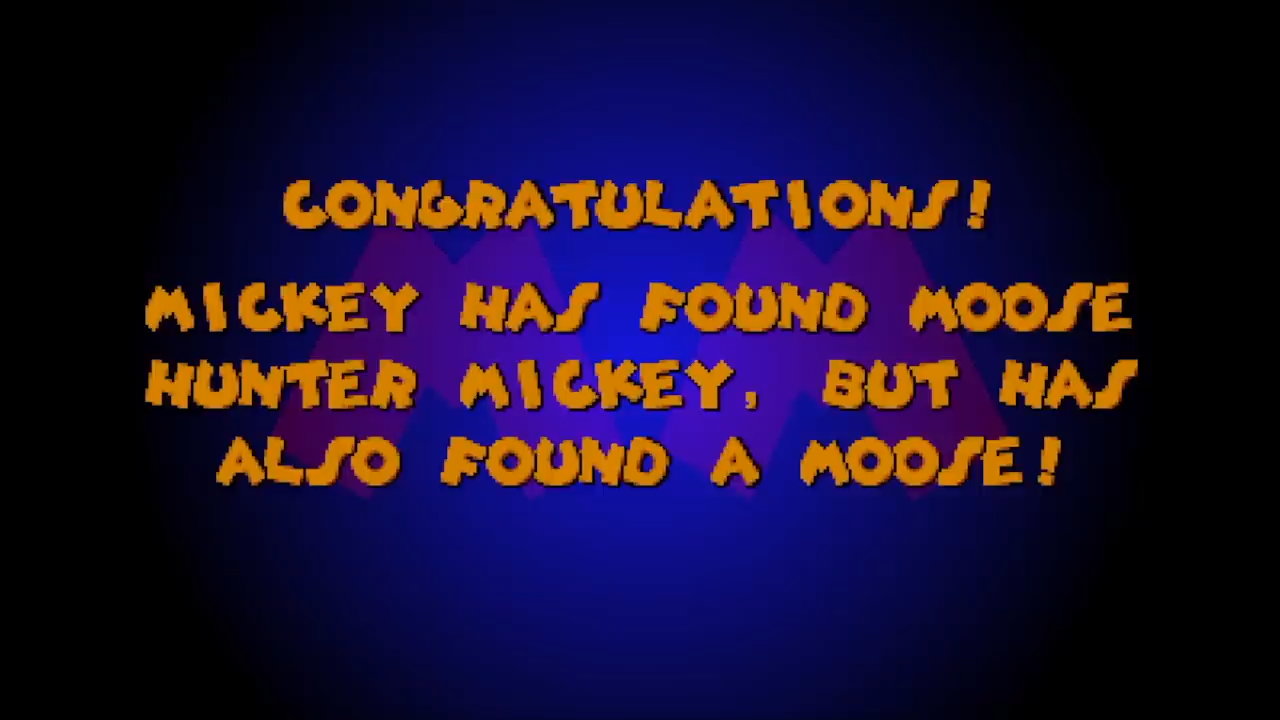 CONGRATULATIONS!
MICKEY HAS FOUND MOOSE
HUNTER MICKEY, BUT HAS
ALSO FOUND A MOOSE!